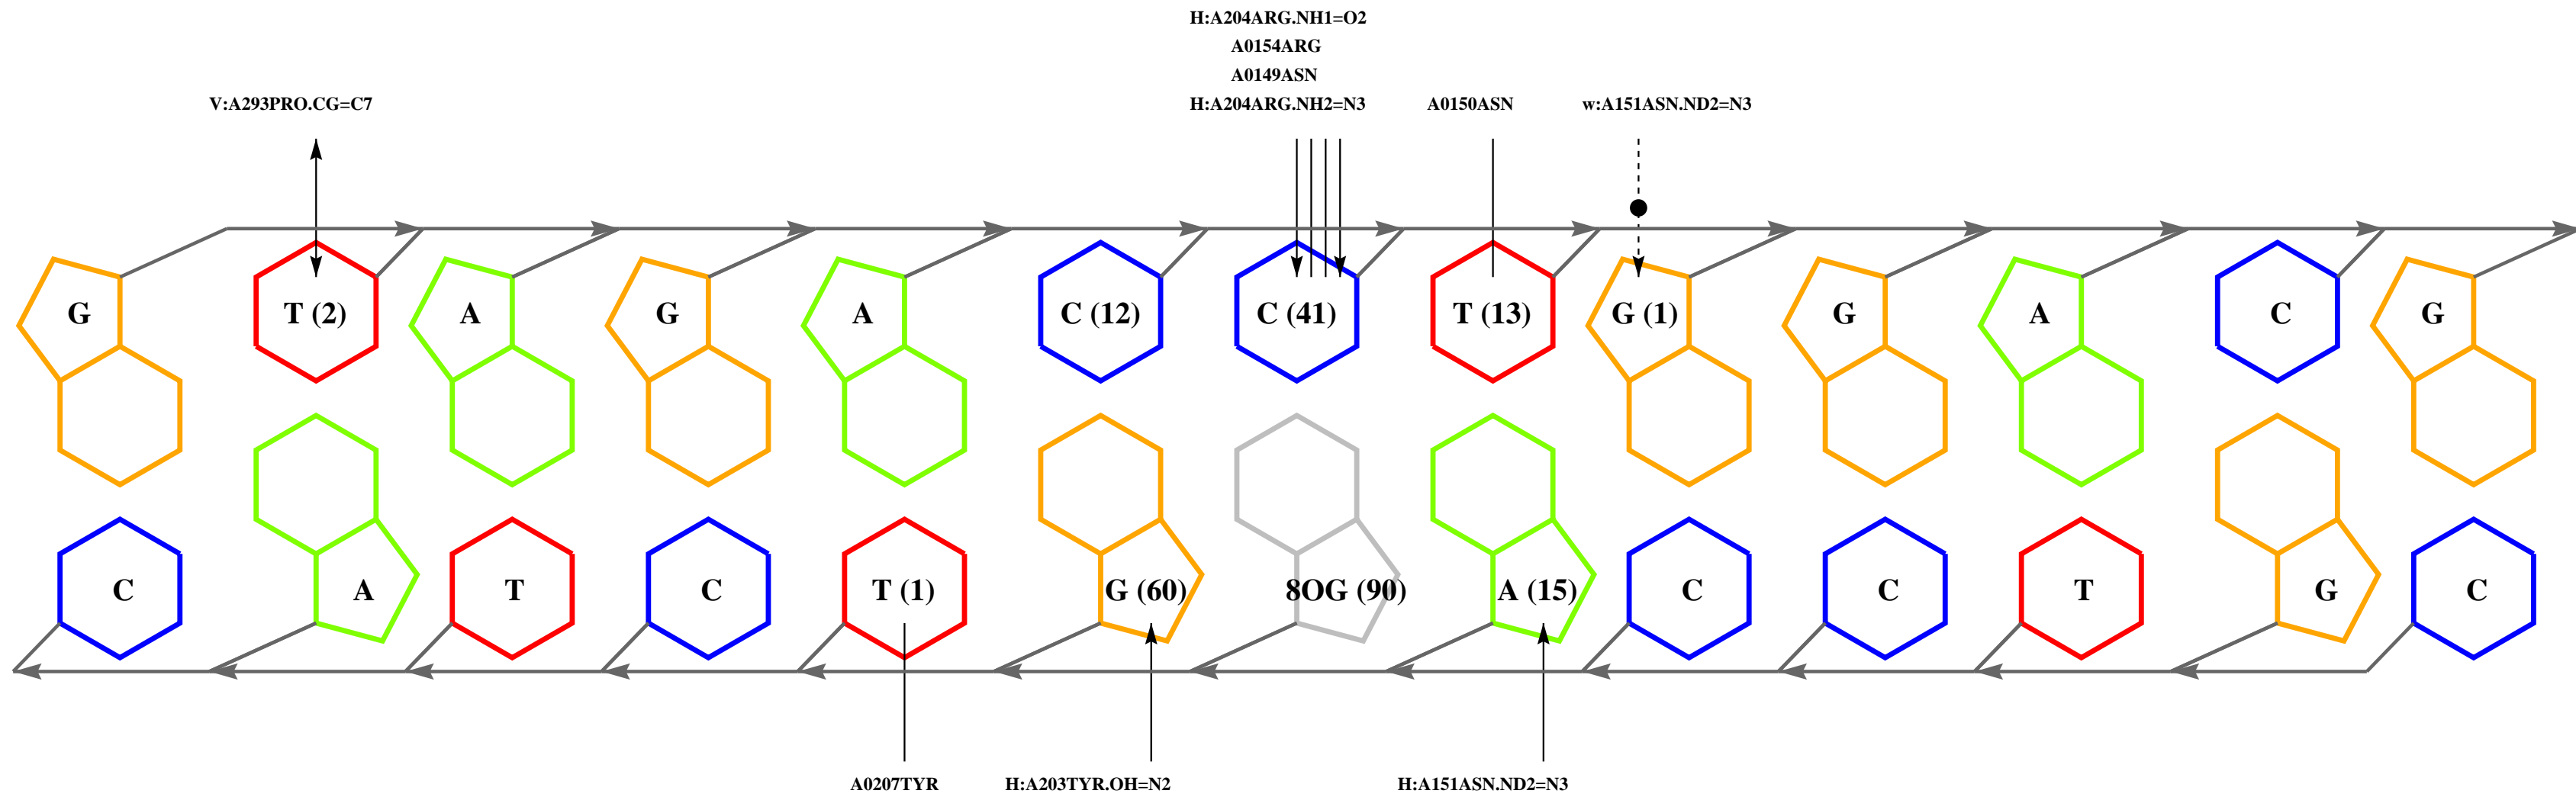 H:A204ARG.NH1=O2
A0154ARG
A0149ASN
V:A293PRO.CG=C7 H:A204ARG.NH2=N3 A0150ASN w:A151ASN.ND2=N3
G T (2) A G A C (12) C (41) T (13) G (1) G A C G
C A T C T (1) G (60) 8OG (90) A (15) C C T G C
A0207TYR H:A203TYR.OH=N2 H:A151ASN.ND2=N3